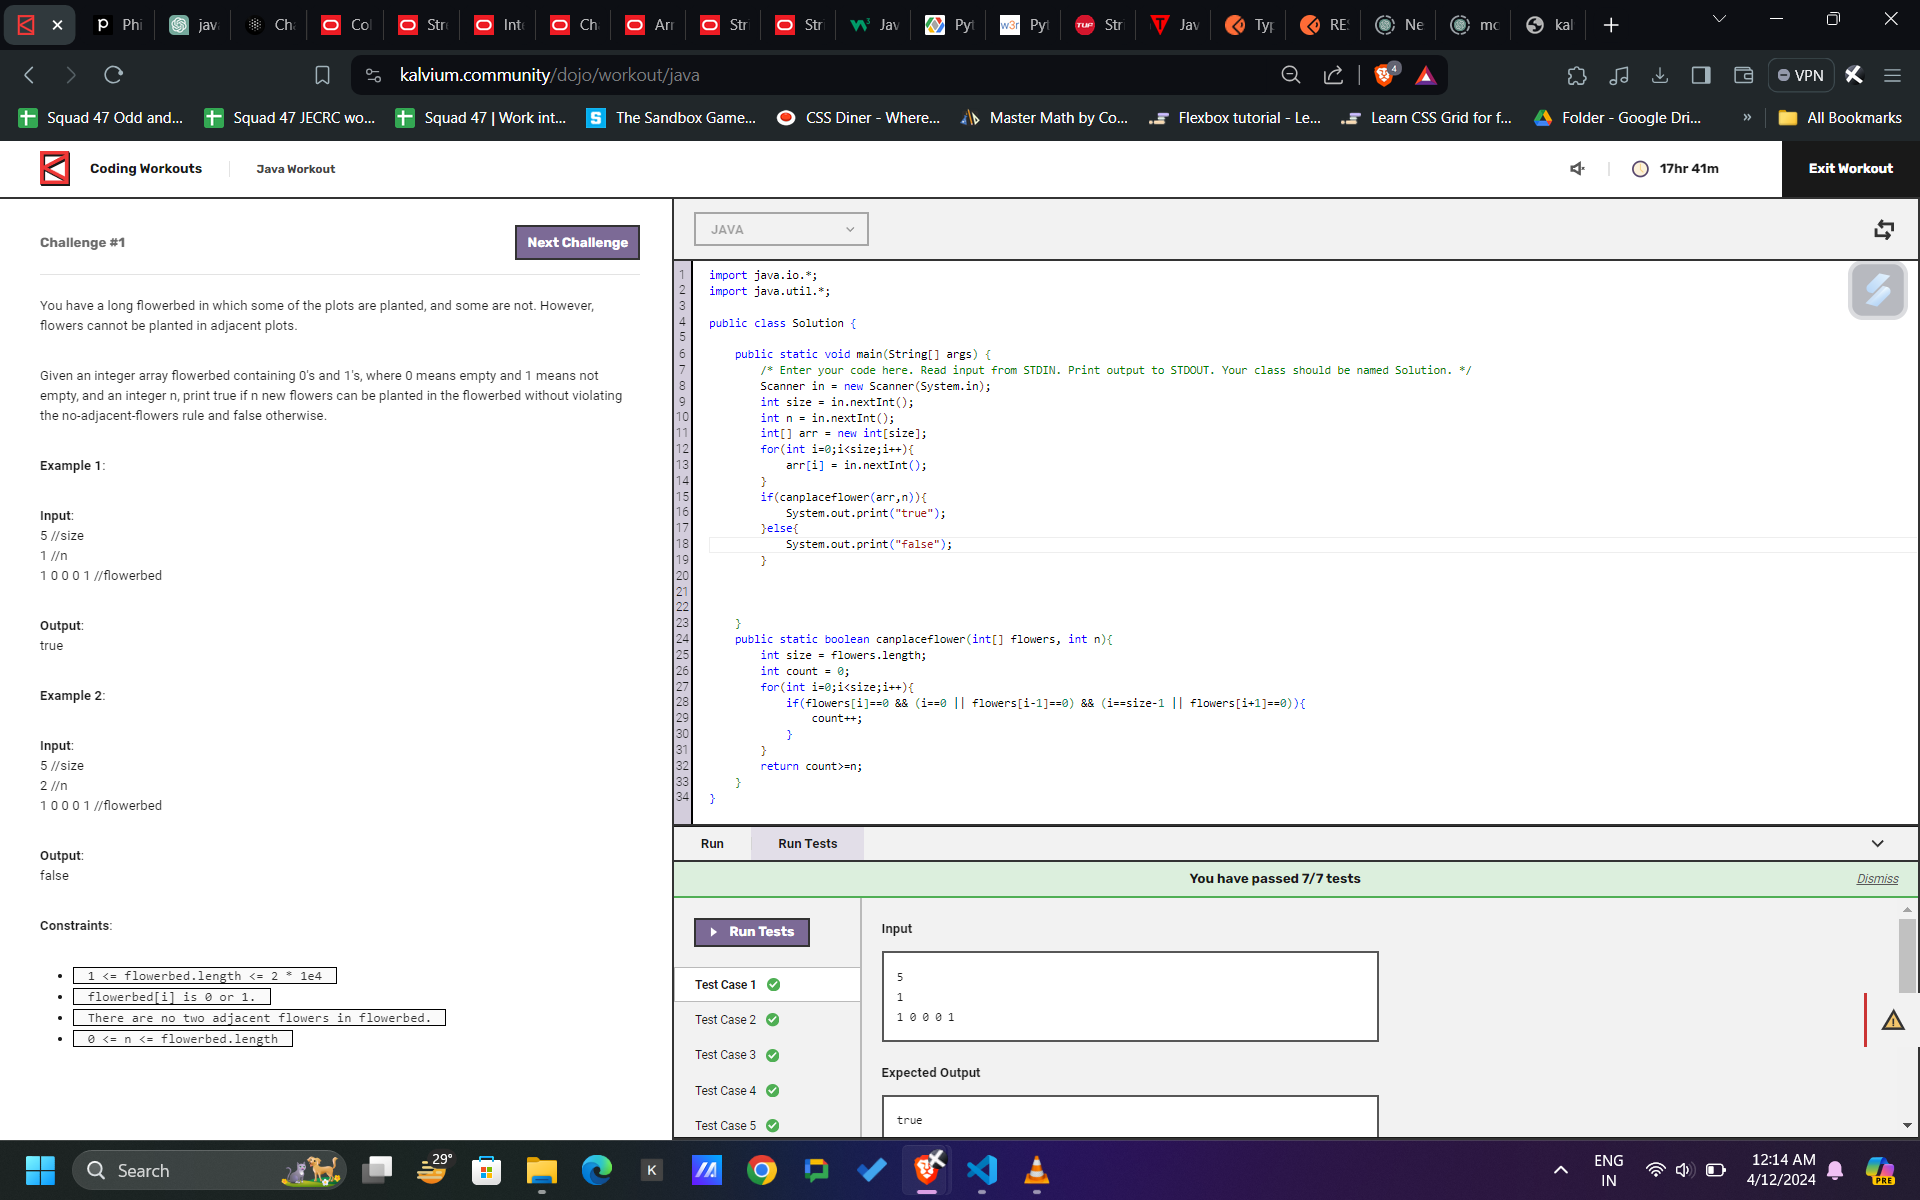 Phi
java
Cha
Col
Stri
Inte
Cha
Arr
Stri
Stri
Jav
Pyt
Pyt
Stri
Jav
Typ
RES
Ne
mo
kal
kalvium.community/dojo/workout/java
4
VPN
Squad 47 Odd and...
Squad 47 JECRC wo...
Squad 47 | Work int...
The Sandbox Game...
CSS Diner - Where...
Master Math by Co...
Flexbox tutorial - Le...
Learn CSS Grid for f...
Folder - Google Dri...
»
All Bookmarks
Coding Workouts
Java Workout
17hr 41m
Exit Workout
Challenge #1
Next Challenge
You have a long flowerbed in which some of the plots are planted, and some are not. However,
flowers cannot be planted in adjacent plots.
Given an integer array flowerbed containing 0's and 1's, where 0 means empty and 1 means not
empty, and an integer n, print true if n new flowers can be planted in the flowerbed without violating
the no-adjacent-flowers rule and false otherwise.
Example 1:
Input:
5 //size
1 //n
1 0 0 0 1 //flowerbed
Output:
true
Example 2:
Input:
5 //size
2 //n
1 0 0 0 1 //flowerbed
Output:
false
Constraints:
1 <= flowerbed.length <= 2 * 1e4
flowerbed[i] is 0 or 1.
There are no two adjacent flowers in flowerbed.
0 <= n <= flowerbed.length
JAVA
1 import java.io.*;
2 import java.util.*;
3
4 public class Solution {
5
6 public static void main(String[] args) {
7 /* Enter your code here. Read input from STDIN. Print output to STDOUT. Your class should be named Solution. */
8 Scanner in = new Scanner(System.in);
9 int size = in.nextInt();
10 int n = in.nextInt();
11 int[] arr = new int[size];
12 for(int i=0;i<size;i++){
13 arr[i] = in.nextInt();
14 }
15 if(canplaceflower(arr,n)){
16 System.out.print("true");
17 }else{
18 System.out.print("false");
19 }
20
21
22
23 }
24 public static boolean canplaceflower(int[] flowers, int n){
25 int size = flowers.length;
26 int count = 0;
27 for(int i=0;i<size;i++){
28 if(flowers[i]==0 && (i==0 || flowers[i-1]==0) && (i==size-1 || flowers[i+1]==0)){
29 count++;
30 }
31 }
32 return count>=n;
33 }
34 }
Run
Run Tests
You have passed 7/7 tests
Dismiss
Run Tests
Test Case 1
Test Case 2
Test Case 3
Test Case 4
Test Case 5
Input
5
1
1 0 0 0 1
Expected Output
true
Search
29°
K
ENG
IN
12:14 AM
4/12/2024
PRE